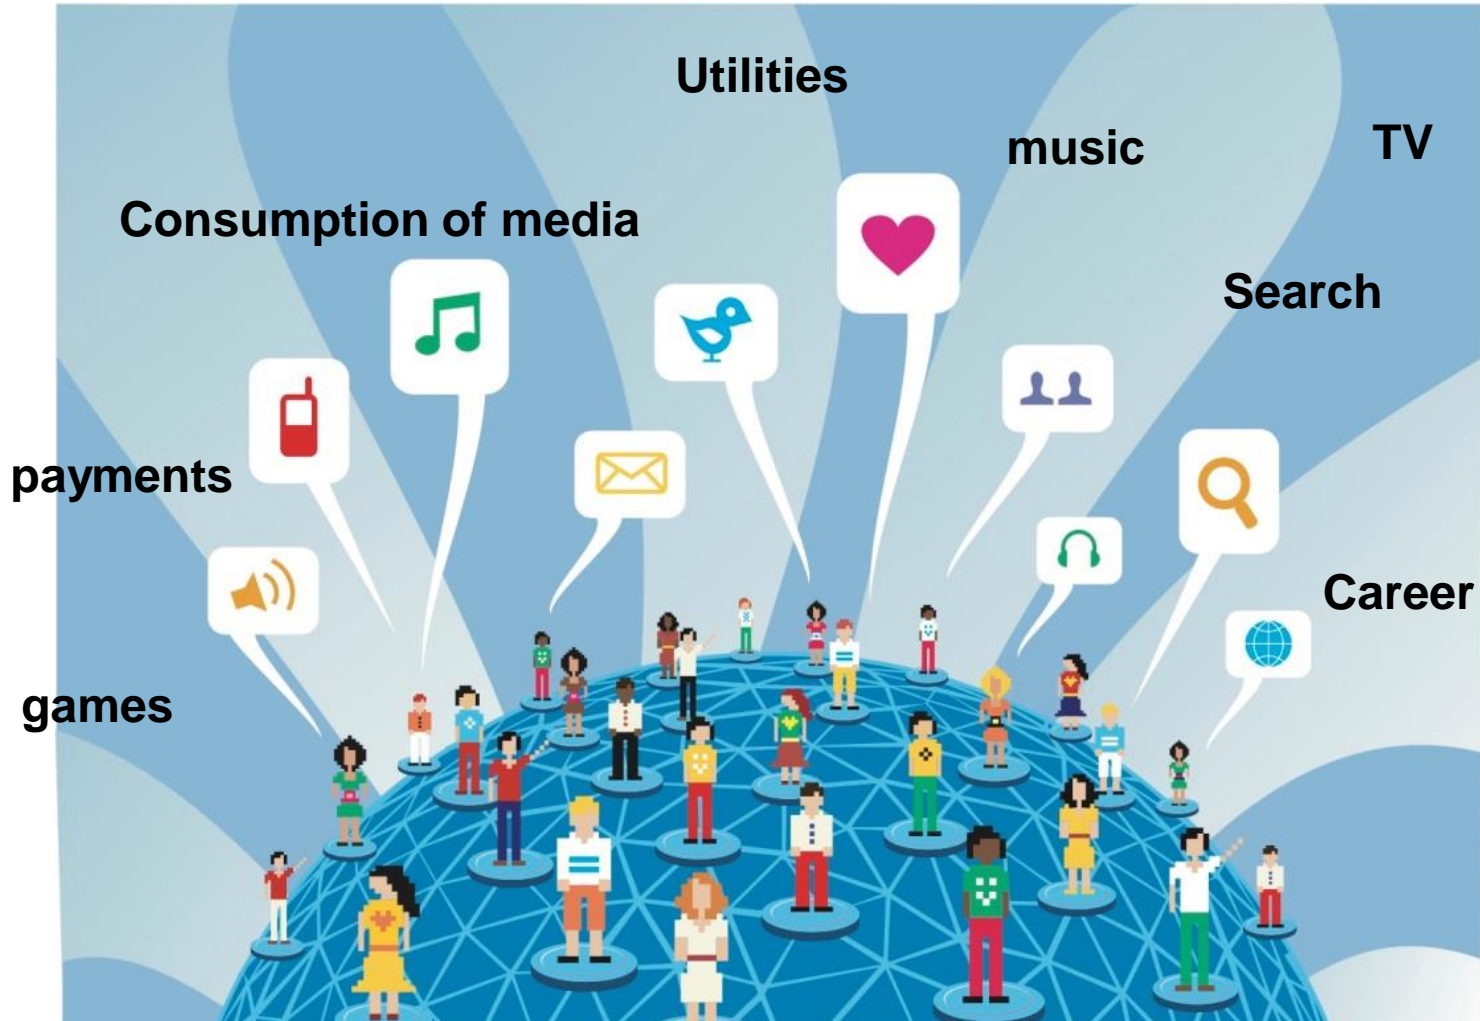 Utilities
music
TV
Consumption of media
Search
payments
Career
games